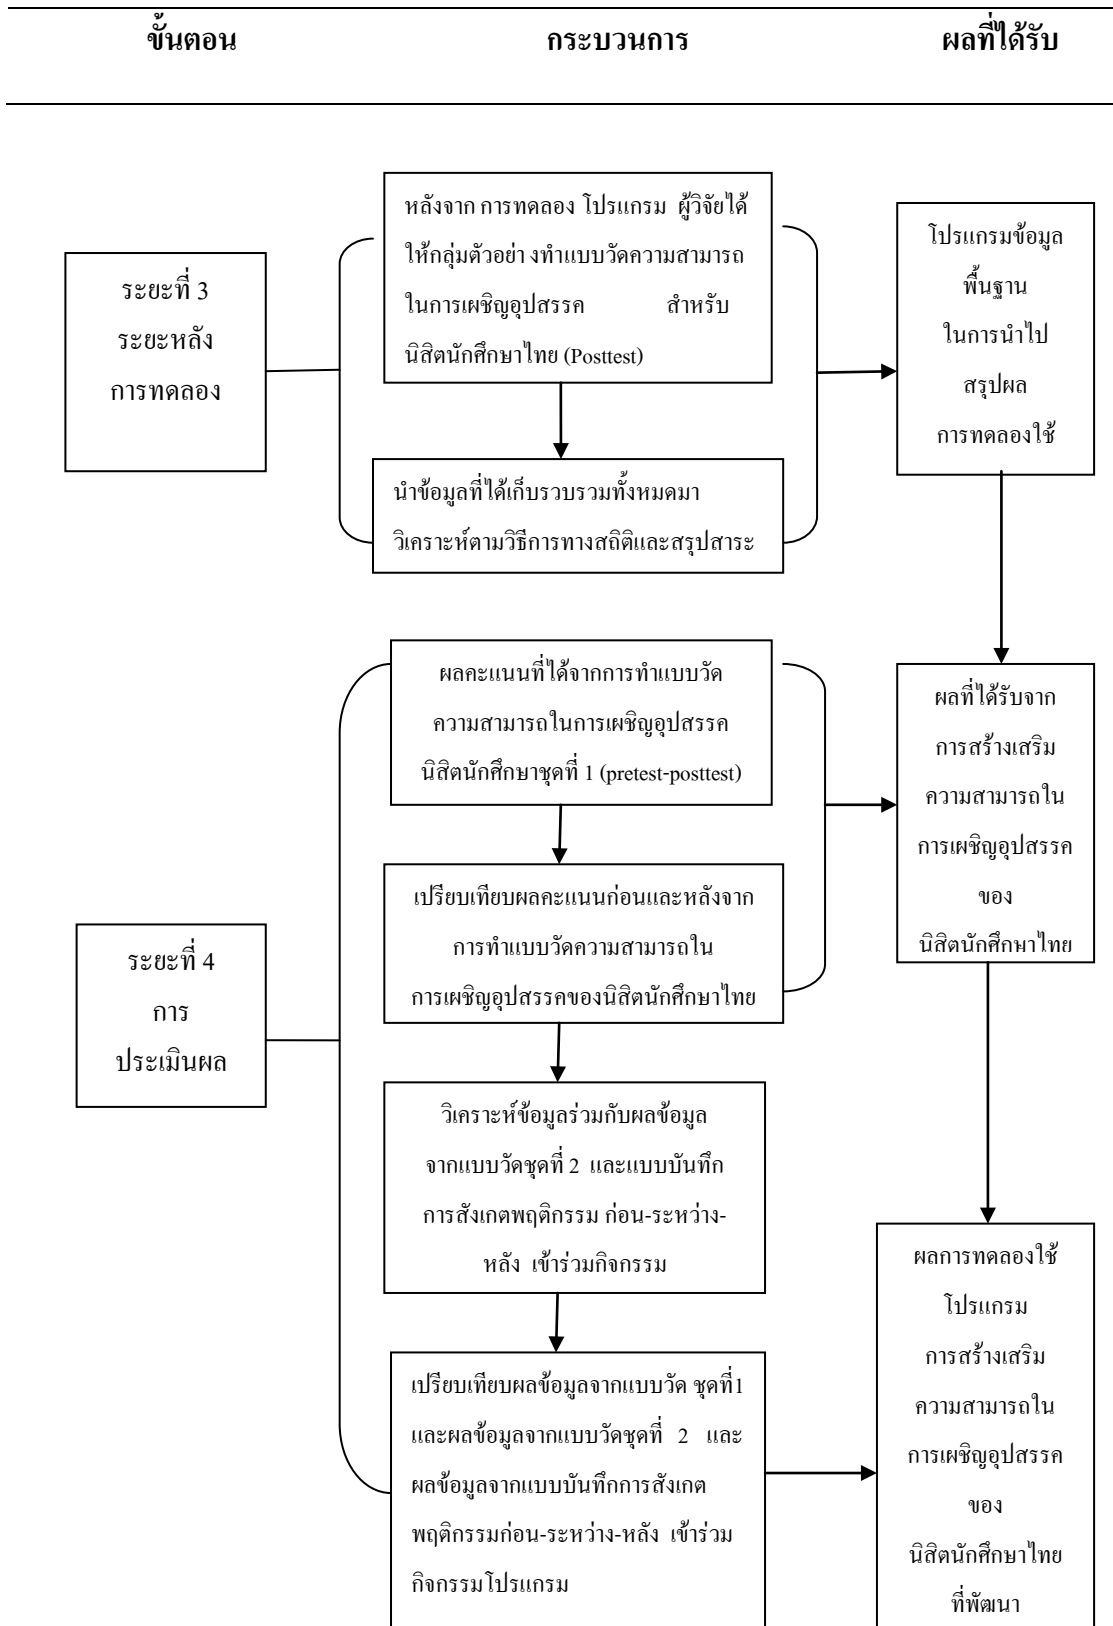 ขั้นตอน
กระบวนการ
ผลที่ได้รับ
ระยะที่ 3
ระยะหลัง
การทดลอง
หลังจาก การทดลอง โปรแกรม ผู้วิจัยได้
ให้กลุ่มตัวอย่า งทำแบบวัดความสามารถ
ในการเผชิญอุปสรรค สำหรับ
นิสิตนักศึกษาไทย (Posttest)
นำข้อมูลที่ได้เก็บรวบรวมทั้งหมดมา
วิเคราะห์ตามวิธีการทางสถิติและสรุปสาระ
โปรแกรมข้อมูล
พื้นฐาน
ในการนำไป
สรุปผล
การทดลองใช้
ระยะที่ 4
การ
ประเมินผล
ผลคะแนนที่ได้จากการทำแบบวัด
ความสามารถในการเผชิญอุปสรรค
นิสิตนักศึกษาชุดที่ 1 (pretest-posttest)
เปรียบเทียบผลคะแนนก่อนและหลังจาก
การทำแบบวัดความสามารถใน
การเผชิญอุปสรรคของนิสิตนักศึกษาไทย
วิเคราะห์ข้อมูลร่วมกับผลข้อมูล
จากแบบวัดชุดที่ 2 และแบบบันทึก
การสังเกตพฤติกรรม ก่อน-ระหว่าง-
หลัง เข้าร่วมกิจกรรม
เปรียบเทียบผลข้อมูลจากแบบวัด ชุดที่1
และผลข้อมูลจากแบบวัดชุดที่ 2 และ
ผลข้อมูลจากแบบบันทึกการสังเกต
พฤติกรรมก่อน-ระหว่าง-หลัง เข้าร่วม
กิจกรรมโปรแกรม
ผลที่ได้รับจาก
การสร้างเสริม
ความสามารถใน
การเผชิญอุปสรรค
ของ
นิสิตนักศึกษาไทย
ผลการทดลองใช้
โปรแกรม
การสร้างเสริม
ความสามารถใน
การเผชิญอุปสรรค
ของ
นิสิตนักศึกษาไทย
ที่พัฒนา